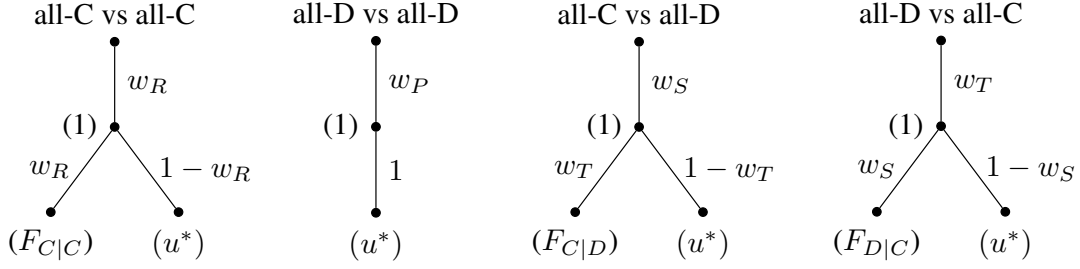 all-C vs all-C all-D vs all-D all-C vs all-D all-D vs all-C
w_R w_P w_S w_T
(1) (1) (1) (1)
w_R 1 − w_R 1 w_T 1 − w_T w_S 1 − w_S
(F_{C|C}) (u*) (u*) (F_{C|D}) (u*) (F_{D|C}) (u*)